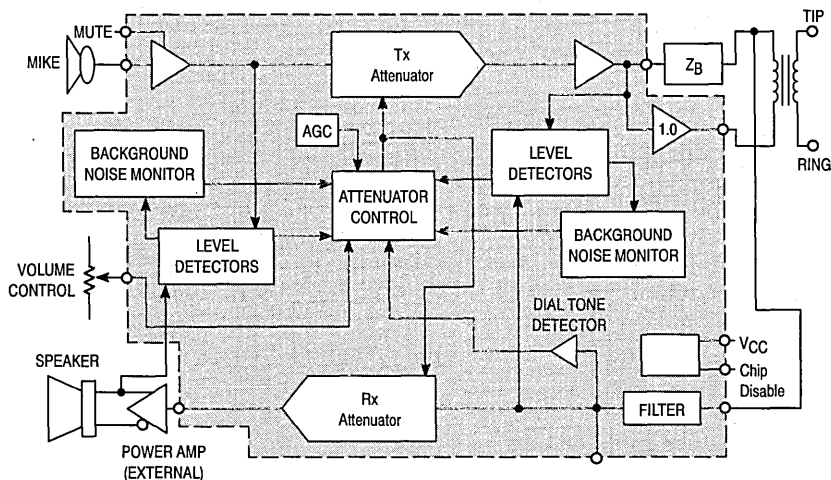 MUTE
MIKE
Tx
Attenuator
ZB
TIP
AGC
1.0
BACKGROUND
NOISE MONITOR
LEVEL
DETECTORS
RING
ATTENUATOR
CONTROL
LEVEL
DETECTORS
BACKGROUND
NOISE MONITOR
VOLUME
CONTROL
DIAL TONE
DETECTOR
VCC
Chip
Disable
SPEAKER
Rx
Attenuator
FILTER
POWER AMP
(EXTERNAL)